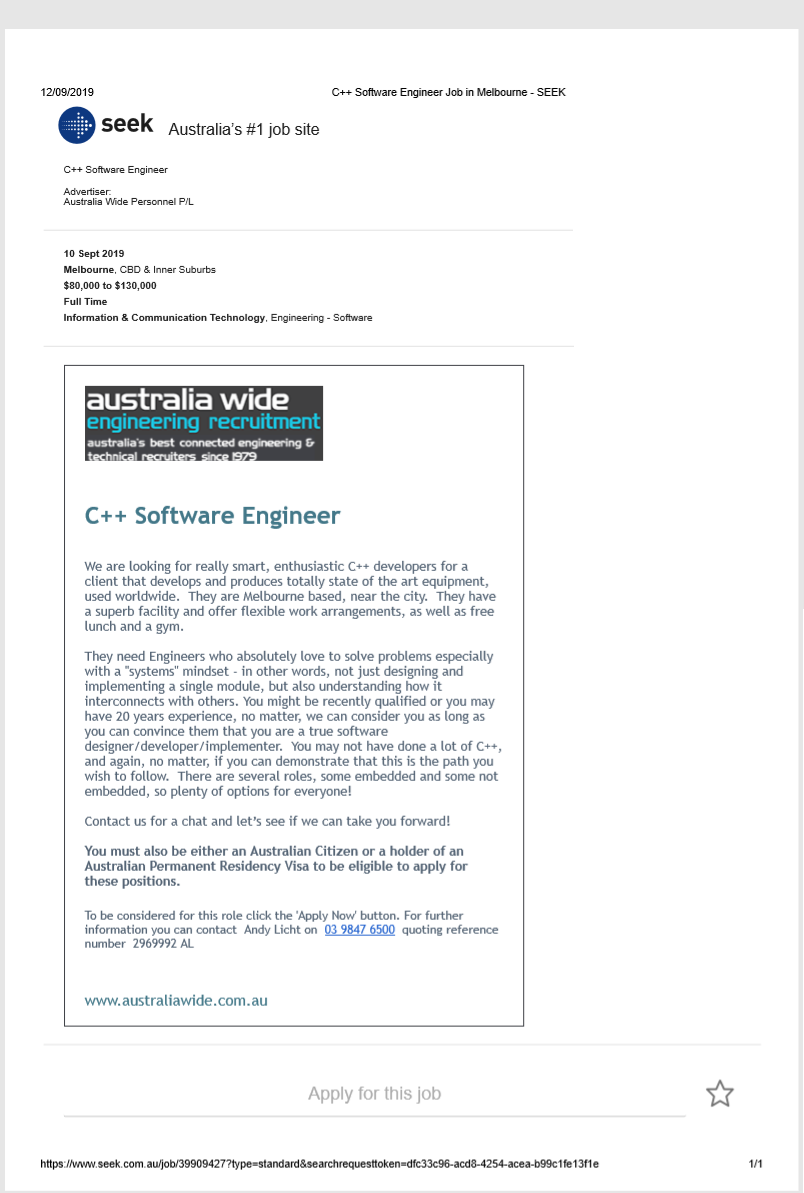 12/09/2019 C++ Software Engineer Job in Melbourne - SEEK
seek Australia's #1 job site
C++ Software Engineer
Advertiser:
Australia Wide Personnel P/L
10 Sept 2019
Melbourne, CBD & Inner Suburbs
$80,000 to $130,000
Full Time
Information & Communication Technology, Engineering - Software
australia wide
engineering recruitment
australia's best connected engineering &
technical recruiters since 1979
C++ Software Engineer
We are looking for really smart, enthusiastic C++ developers for a
client that develops and produces totally state of the art equipment,
used worldwide. They are Melbourne based, near the city. They have
a superb facility and offer flexible work arrangements, as well as free
lunch and a gym.
They need Engineers who absolutely love to solve problems especially
with a "systems" mindset - in other words, not just designing and
implementing a single module, but also understanding how it
interconnects with others. You might be recently qualified or you may
have 20 years experience, no matter, we can consider you as long as
you can convince them that you are a true software
designer/developer/implementer. You may not have done a lot of C++,
and again, no matter, if you can demonstrate that this is the path you
wish to follow. There are several roles, some embedded and some not
embedded, so plenty of options for everyone!
Contact us for a chat and let's see if we can take you forward!
You must also be either an Australian Citizen or a holder of an
Australian Permanent Residency Visa to be eligible to apply for
these positions.
To be considered for this role click the 'Apply Now' button. For further
information you can contact Andy Licht on 03 9847 6500 quoting reference
number 2969992 AL
www.australiawide.com.au
Apply for this job
https://www.seek.com.au/job/39909427?type=standard&searchrequesttoken=dfc33c96-acd8-4254-acea-b99c1fe13f1e 1/1